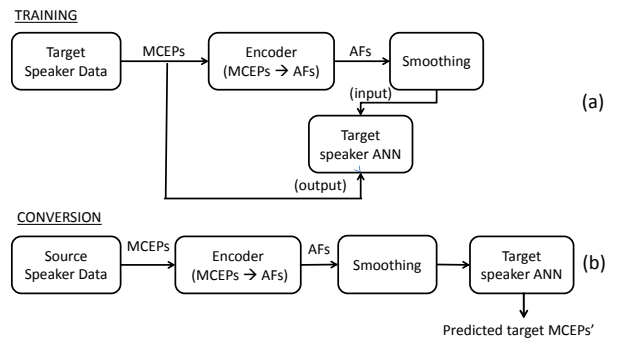 TRAINING
Target
Speaker Data
MCEPs
Encoder
(MCEPs → AFs)
AFs
Smoothing
(input)
(a)
Target
speaker ANN
(output)
CONVERSION
Source
Speaker Data
MCEPs
Encoder
(MCEPs → AFs)
AFs
Smoothing
Target
speaker ANN
(b)
Predicted target MCEPs'